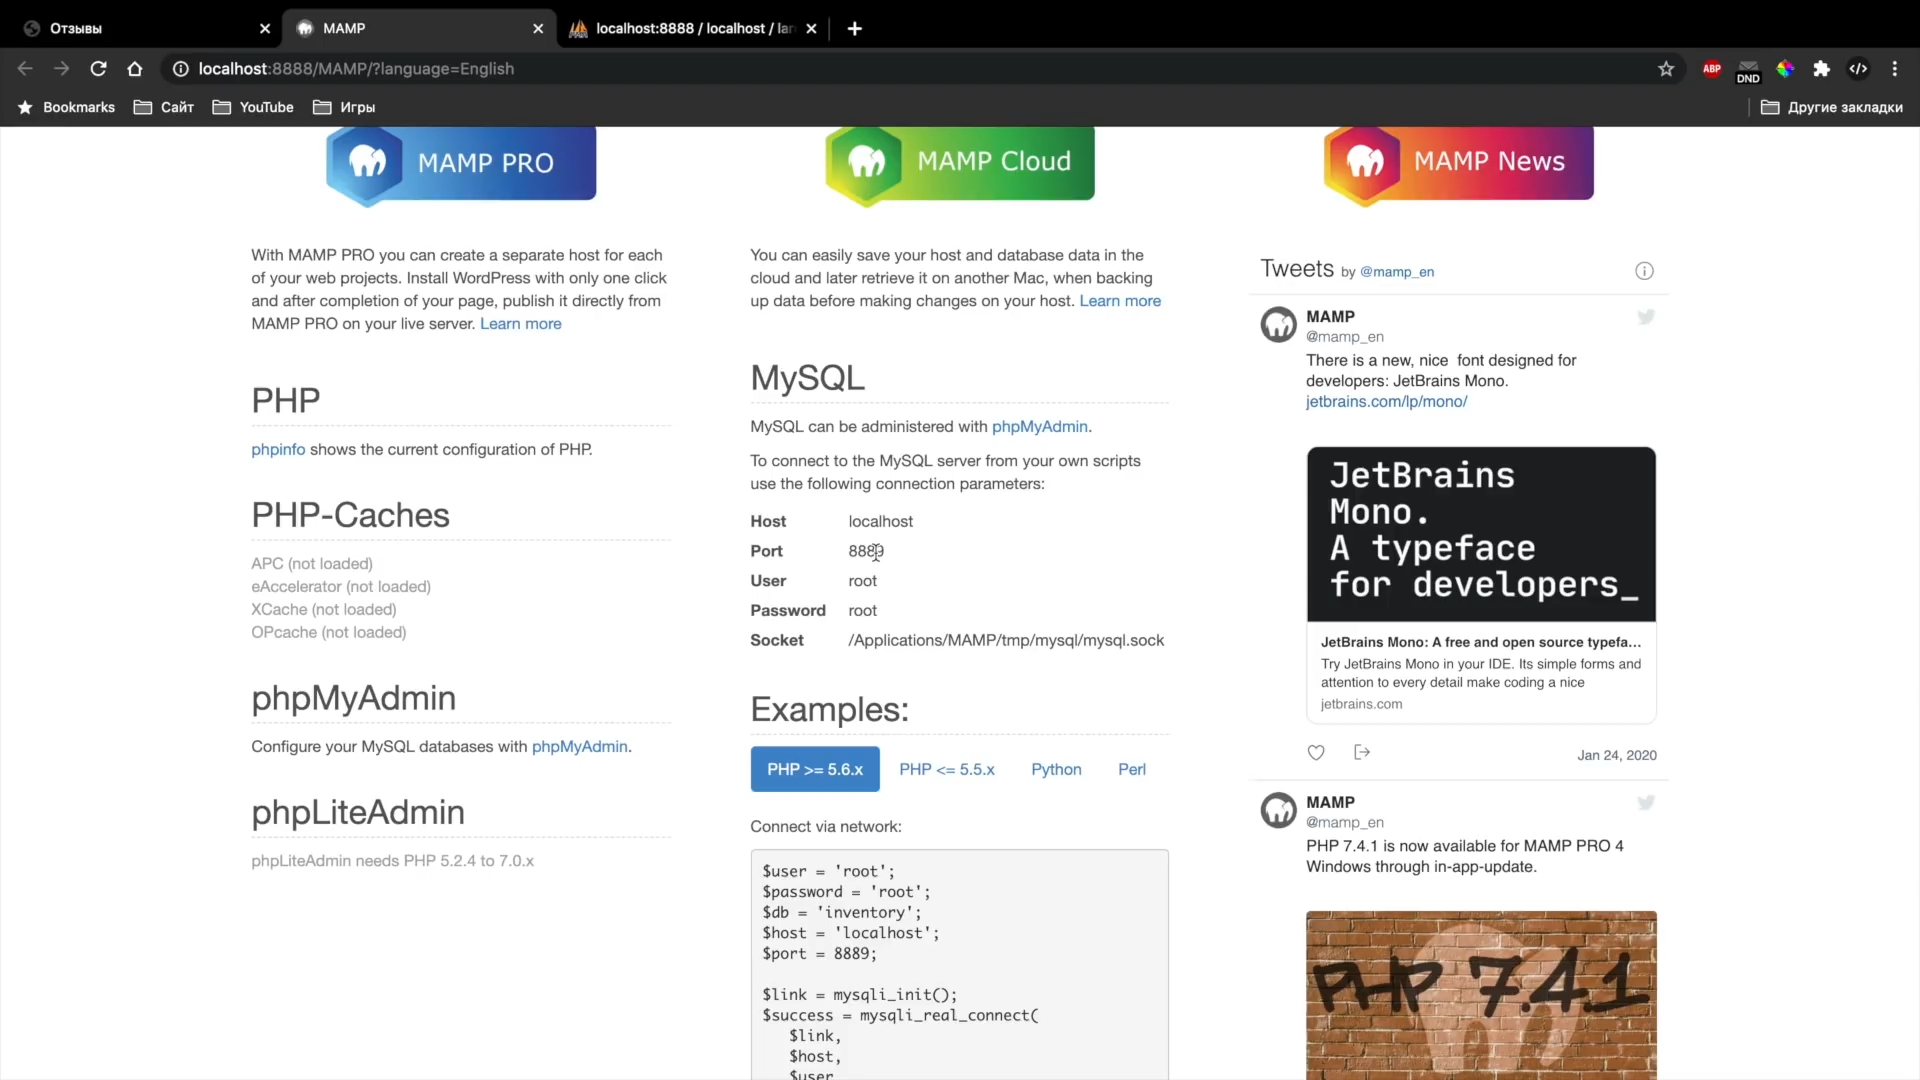 Отзывы
MAMP
localhost:8888 / localhost / lan
localhost:8888/MAMP/?language=English
ABP
DND
Bookmarks
Сайт
YouTube
Игры
Другие закладки
MAMP PRO
MAMP Cloud
MAMP News
With MAMP PRO you can create a separate host for each
of your web projects. Install WordPress with only one click
and after completion of your page, publish it directly from
MAMP PRO on your live server. Learn more
PHP
phpinfo shows the current configuration of PHP.
PHP-Caches
APC (not loaded)
eAccelerator (not loaded)
XCache (not loaded)
OPcache (not loaded)
phpMyAdmin
Configure your MySQL databases with phpMyAdmin.
phpLiteAdmin
phpLiteAdmin needs PHP 5.2.4 to 7.0.x
You can easily save your host and database data in the
cloud and later retrieve it on another Mac, when backing
up data before making changes on your host. Learn more
MySQL
MySQL can be administered with phpMyAdmin.
To connect to the MySQL server from your own scripts
use the following connection parameters:
Host localhost
Port 8889
User root
Password root
Socket /Applications/MAMP/tmp/mysql/mysql.sock
Examples:
PHP >= 5.6.x PHP <= 5.5.x Python Perl
Connect via network:
$user = 'root';
$password = 'root';
$db = 'inventory';
$host = 'localhost';
$port = 8889;
$link = mysqli_init();
$success = mysqli_real_connect(
$link,
$host,
$user
Tweets by @mamp_en
MAMP
@mamp_en
There is a new, nice font designed for
developers: JetBrains Mono.
jetbrains.com/lp/mono/
JetBrains
Mono.
A typeface
for developers_
JetBrains Mono: A free and open source typefa...
Try JetBrains Mono in your IDE. Its simple forms and
attention to every detail make coding a nice
jetbrains.com
Jan 24, 2020
MAMP
@mamp_en
PHP 7.4.1 is now available for MAMP PRO 4
Windows through in-app-update.
PHP 7.4.1